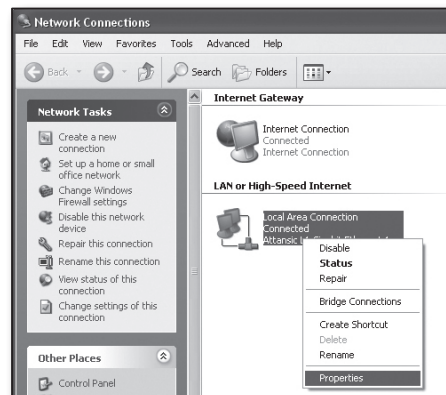 Network Connections
File Edit View Favorites Tools Advanced Help
Back Search Folders
Network Tasks
Create a new
connection
Set up a home or small
office network
Change Windows
Firewall settings
Disable this network
device
Repair this connection
Rename this connection
View status of this
connection
Change settings of this
connection
Other Places
Control Panel
Internet Gateway
Internet Connection
Connected
Internet Connection
LAN or High-Speed Internet
Local Area Connection
Connected
Attansic
Disable
Status
Repair
Bridge Connections
Create Shortcut
Delete
Rename
Properties